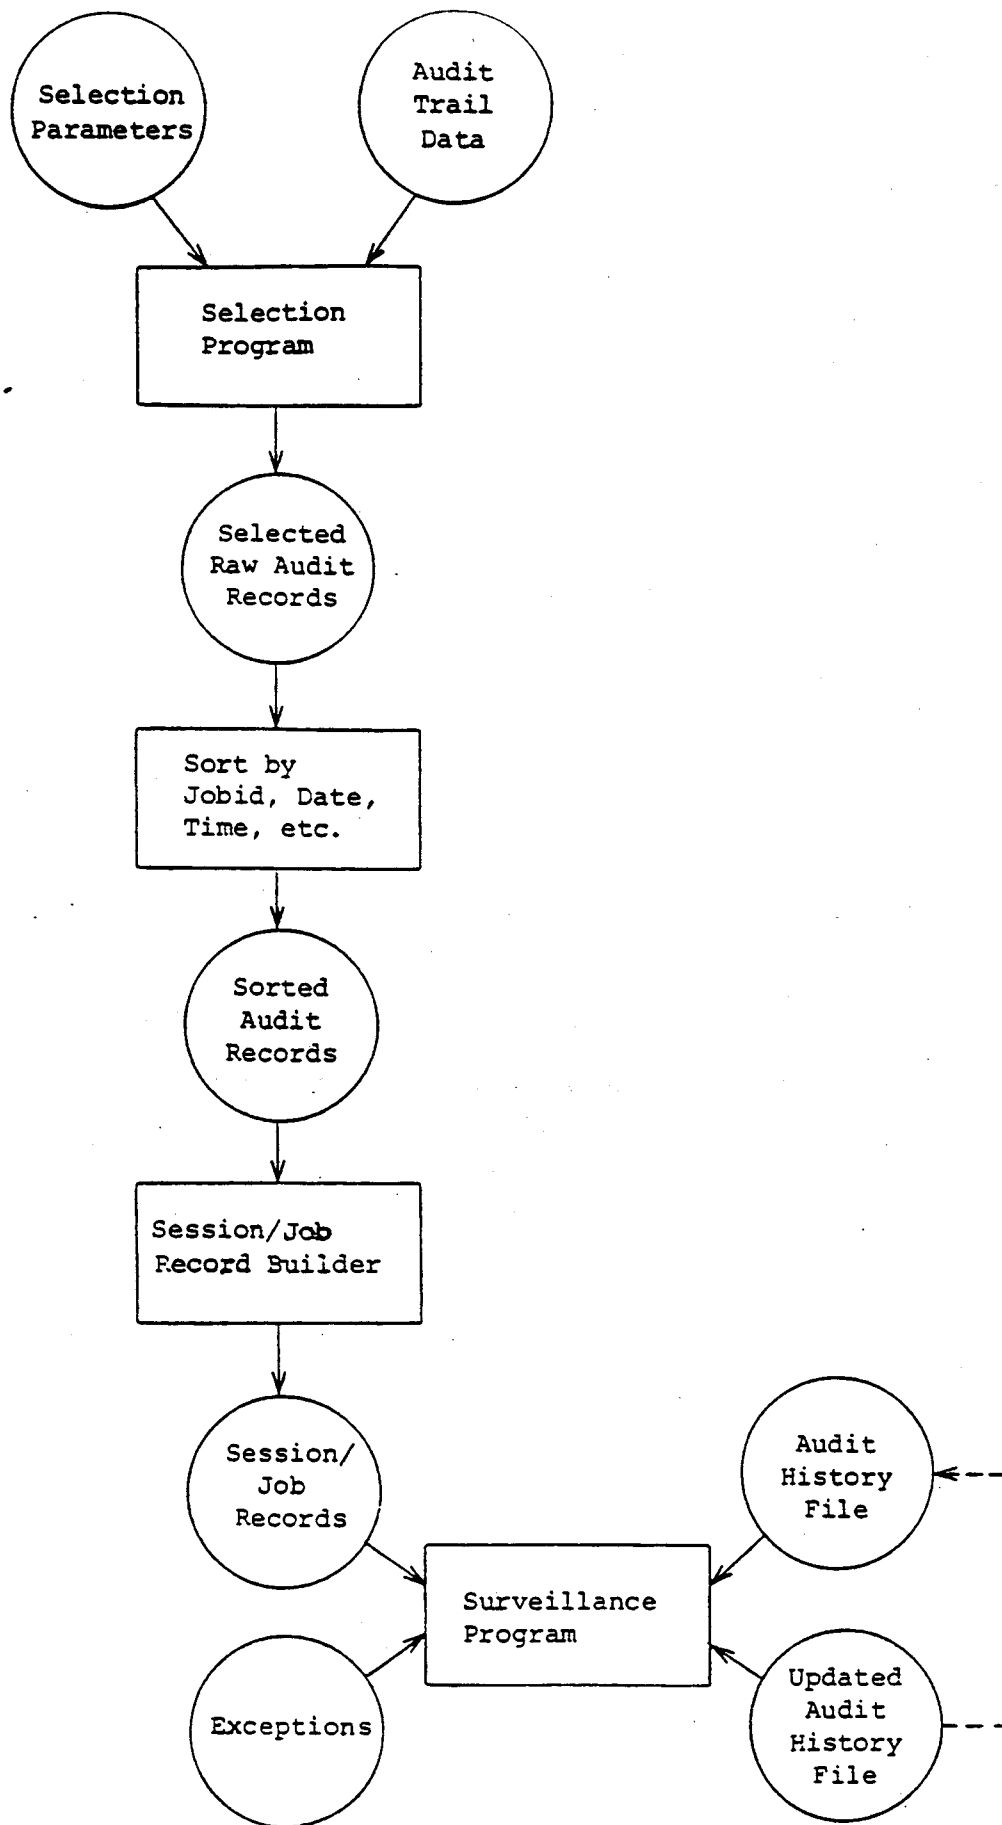 Selection
Parameters
Audit
Trail
Data
Selection
Program
Selected
Raw Audit
Records
Sort by
Jobid, Date,
Time, etc.
Sorted
Audit
Records
Session/Job
Record Builder
Session/
Job
Records
Audit
History
File
Surveillance
Program
Exceptions
Updated
Audit
History
File